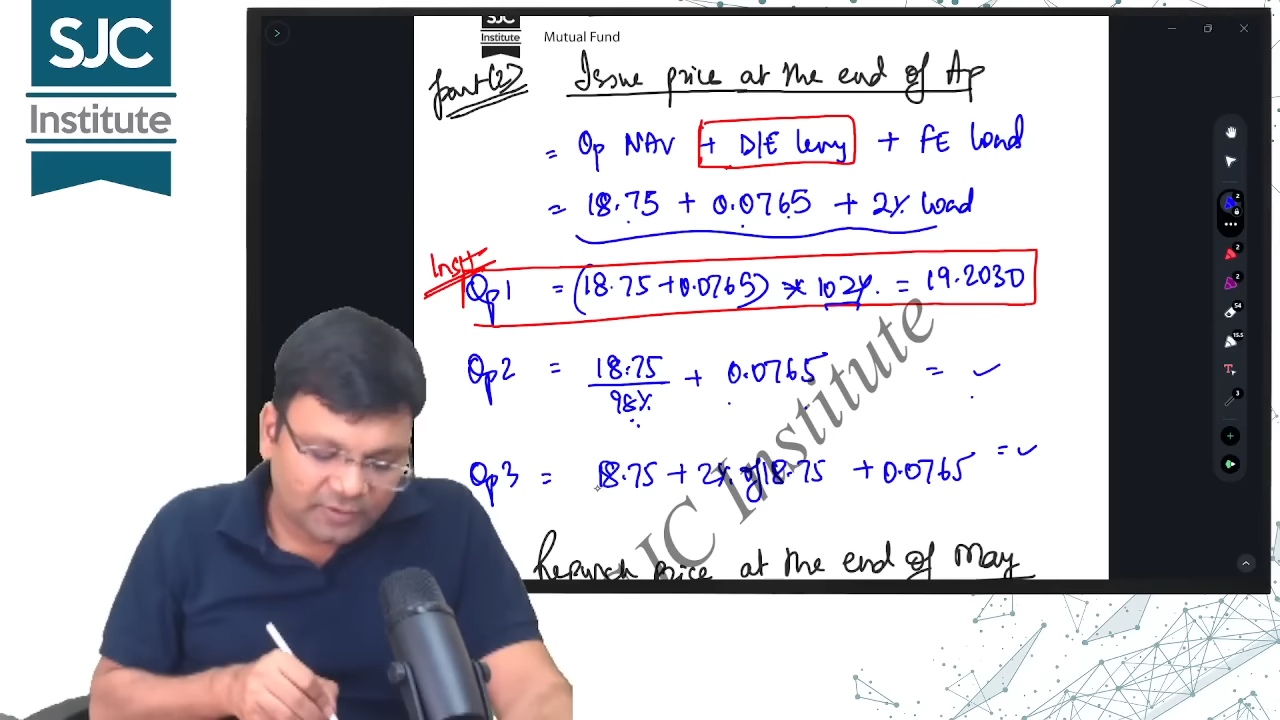 SJC
Institute
SJC
Institute
Mutual Fund
part(2) Issue price at the end of Ap
= Op NAV + D/E levy + FE load
= 18.75 + 0.0765 + 2% load
Insti
Op1 = (18.75 + 0.0765) * 102% = 19.2030
Op2 = 18.75 / 98% + 0.0765 = ✓
Op3 = 18.75 + 2% of 18.75 + 0.0765 = ✓
Repurch price at the end of May
SJC Institute